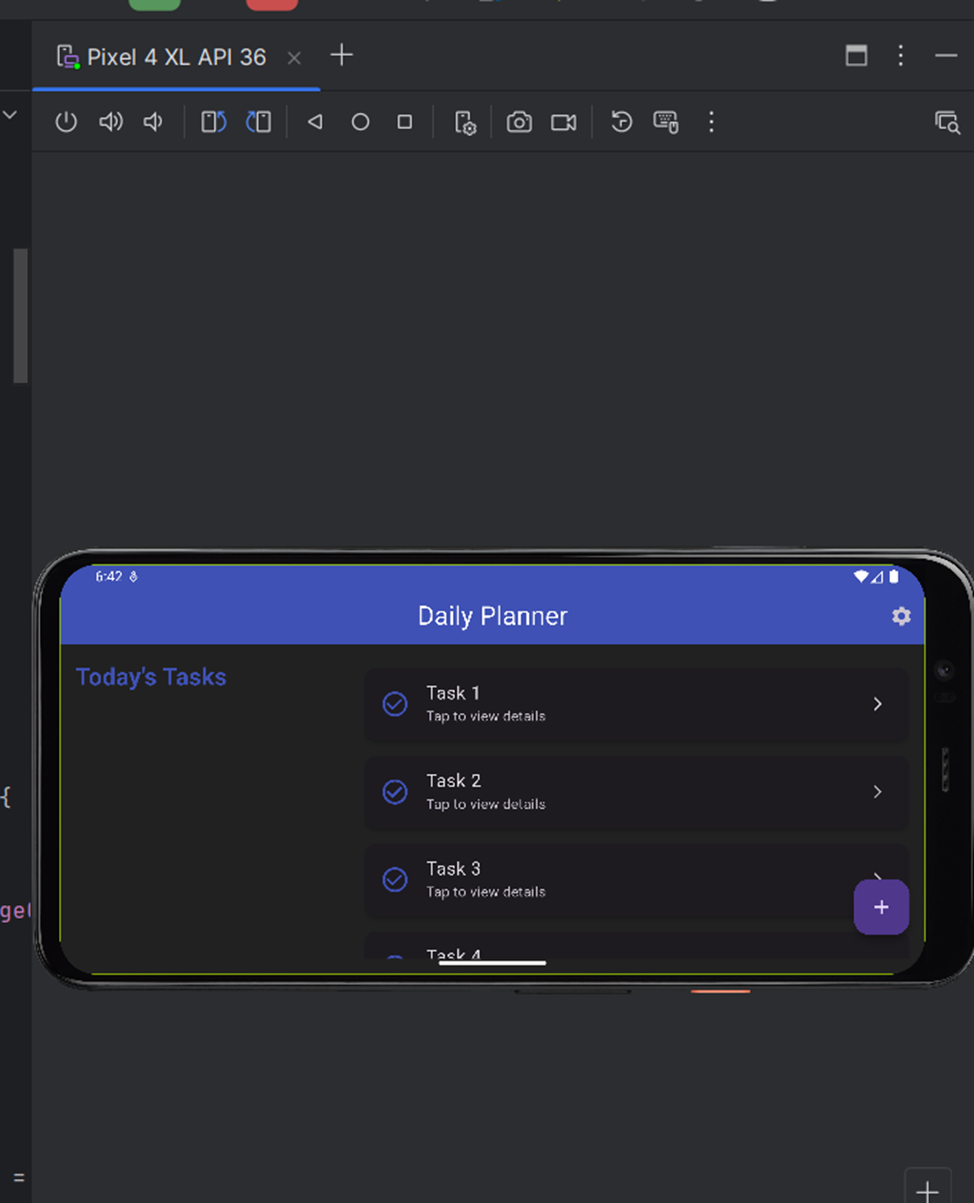 Pixel 4 XL API 36
6:42
Daily Planner
Today's Tasks
Task 1
Tap to view details
Task 2
Tap to view details
{
Task 3
Tap to view details
Task 4
=